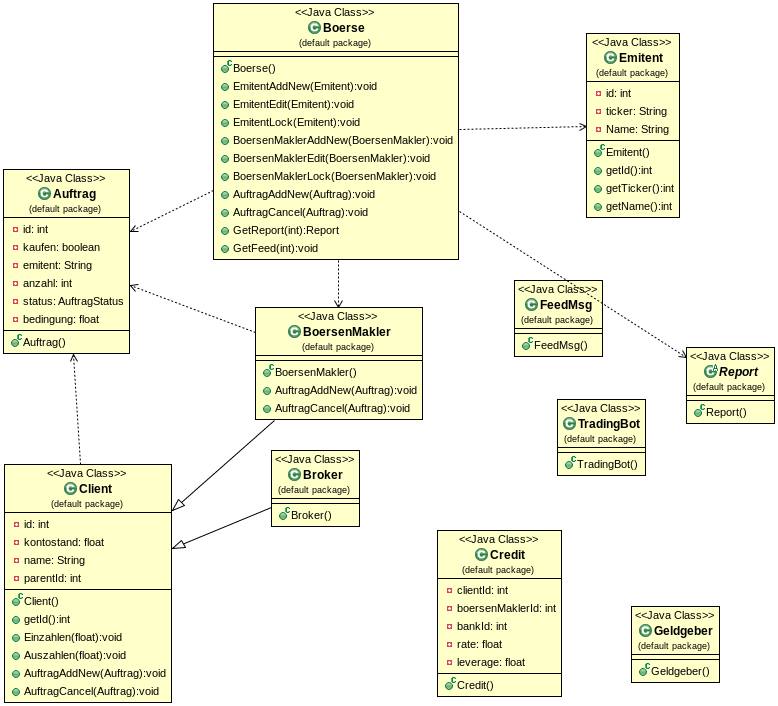 <<Java Class>>
Boerse
(default package)
Boerse()
EmitentAddNew(Emitent):void
EmitentEdit(Emitent):void
EmitentLock(Emitent):void
BoersenMaklerAddNew(BoersenMakler):void
BoersenMaklerEdit(BoersenMakler):void
BoersenMaklerLock(BoersenMakler):void
AuftragAddNew(Auftrag):void
AuftragCancel(Auftrag):void
GetReport(int):Report
GetFeed(int):void
<<Java Class>>
Emitent
(default package)
id: int
ticker: String
Name: String
Emitent()
getId():int
getTicker():int
getName():int
<<Java Class>>
Auftrag
(default package)
id: int
kaufen: boolean
emitent: String
anzahl: int
status: AuftragStatus
bedingung: float
Auftrag()
<<Java Class>>
BoersenMakler
(default package)
BoersenMakler()
AuftragAddNew(Auftrag):void
AuftragCancel(Auftrag):void
<<Java Class>>
FeedMsg
(default package)
FeedMsg()
<<Java Class>>
Report
(default package)
Report()
<<Java Class>>
TradingBot
(default package)
TradingBot()
<<Java Class>>
Client
(default package)
id: int
kontostand: float
name: String
parentId: int
Client()
getId():int
Einzahlen(float):void
Auszahlen(float):void
AuftragAddNew(Auftrag):void
AuftragCancel(Auftrag):void
<<Java Class>>
Broker
(default package)
Broker()
<<Java Class>>
Credit
(default package)
clientId: int
boersenMaklerId: int
bankId: int
rate: float
leverage: float
Credit()
<<Java Class>>
Geldgeber
(default package)
Geldgeber()